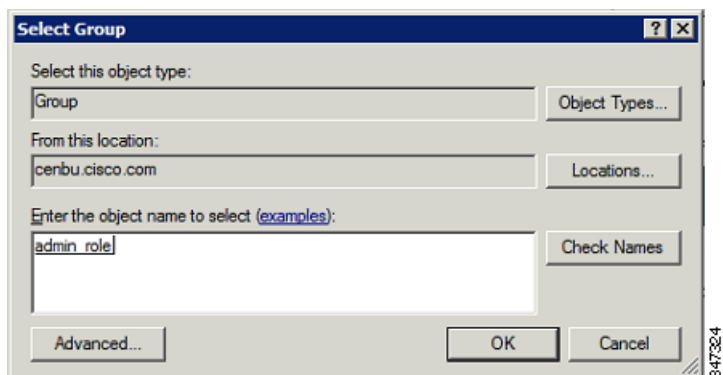 Select Group
Select this object type:
Group
Object Types...
From this location:
cenbu.cisco.com
Locations...
Enter the object name to select (examples):
admin_role
Check Names
Advanced...
OK
Cancel
347324